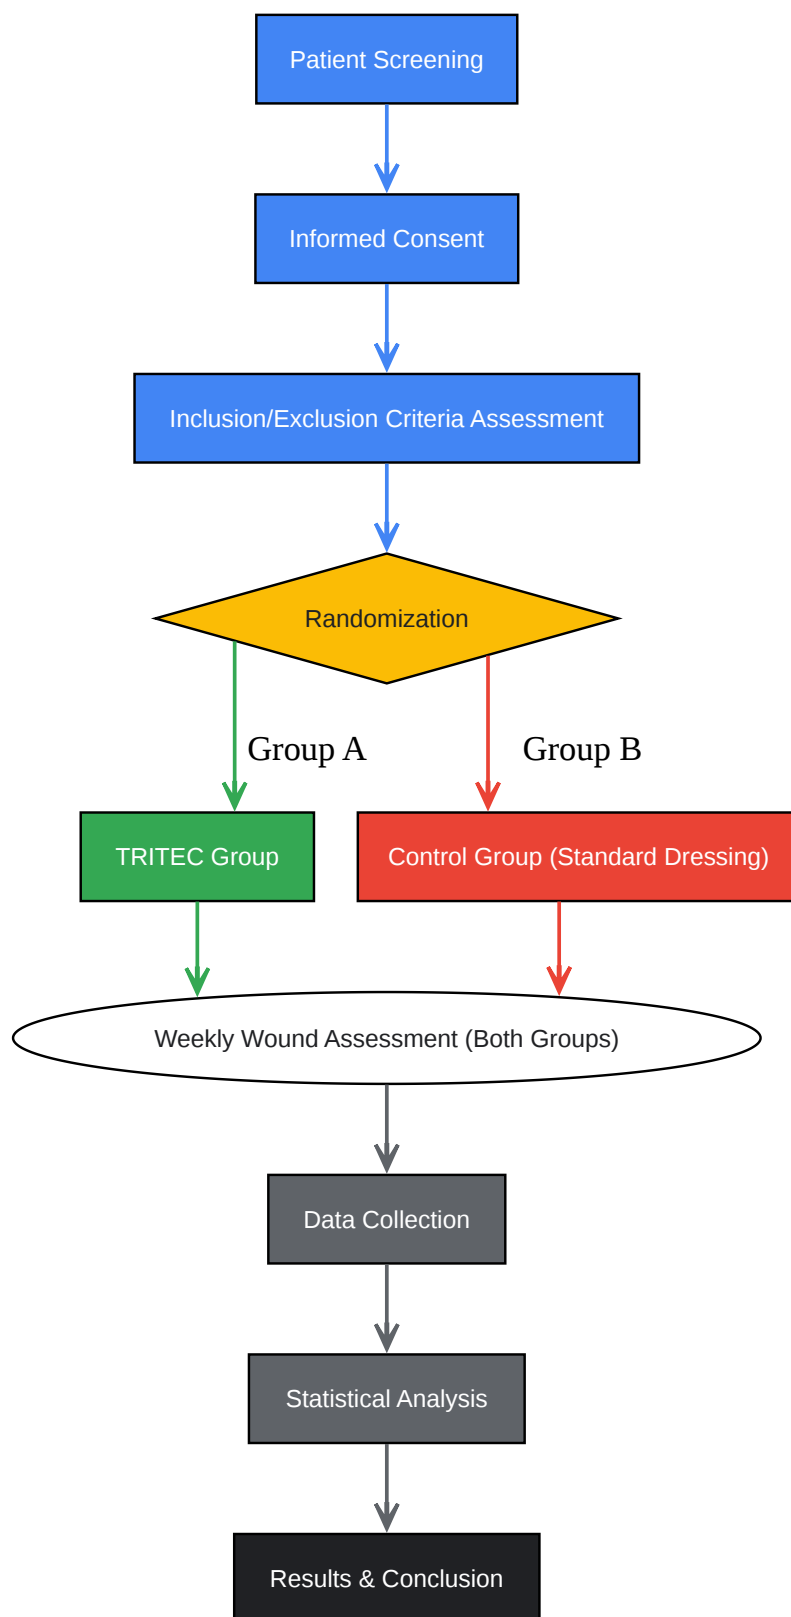 Patient Screening
Informed Consent
Inclusion/Exclusion Criteria Assessment
Randomization
Group A
Group B
TRITEC Group
Control Group (Standard Dressing)
Weekly Wound Assessment (Both Groups)
Data Collection
Statistical Analysis
Results & Conclusion